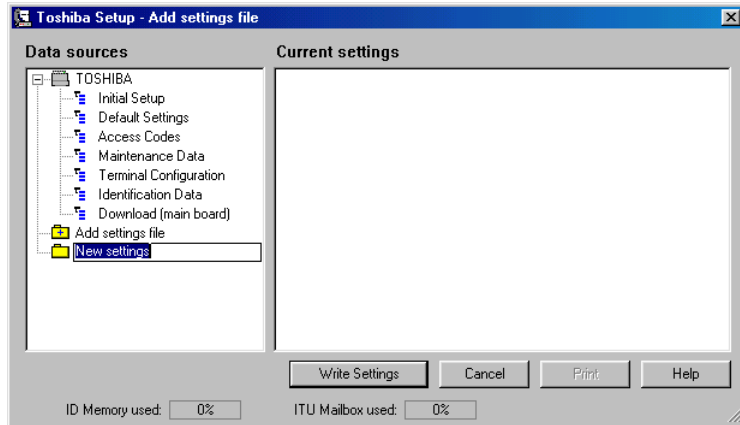 Toshiba Setup - Add settings file
Data sources
Current settings
TOSHIBA
Initial Setup
Default Settings
Access Codes
Maintenance Data
Terminal Configuration
Identification Data
Download (main board)
Add settings file
New settings
Write Settings
Cancel
Print
Help
ID Memory used: 0%
ITU Mailbox used: 0%